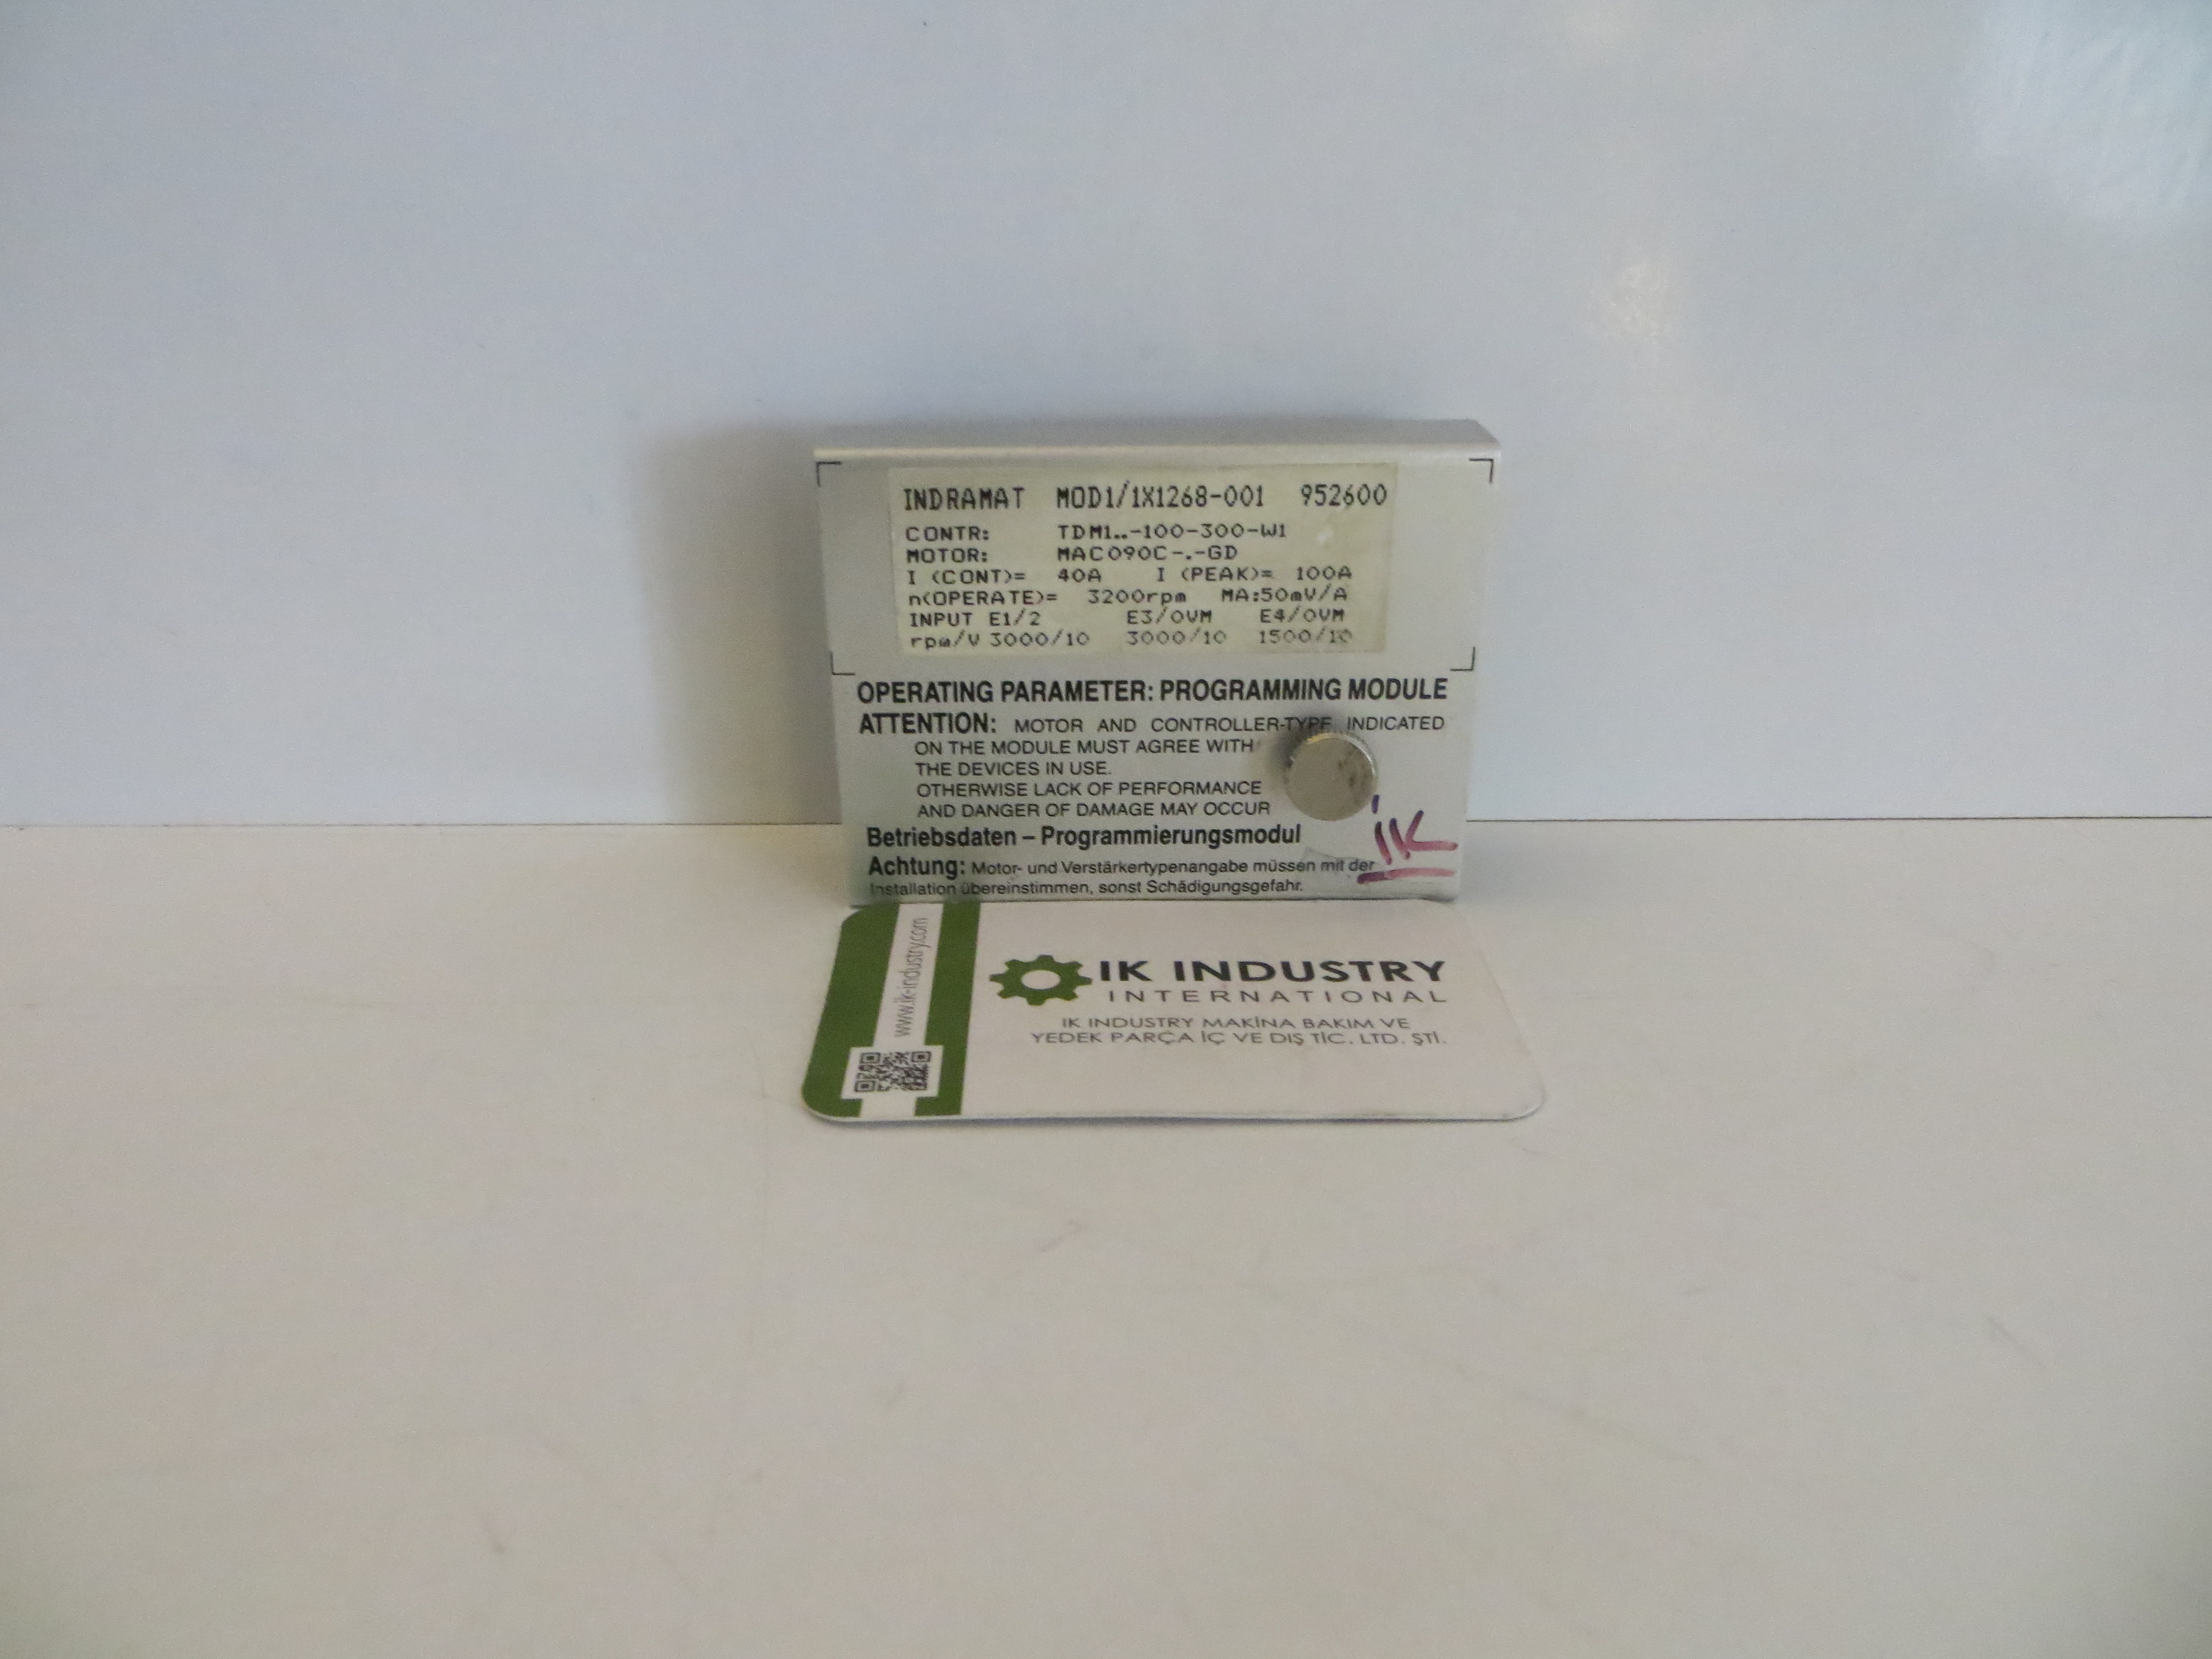 INDRAMAT MOD1/1X1268-001 952600
CONTR: TDM1..-100-300-W1
MOTOR: MAC090C-.-GD
I (CONT)= 40A I (PEAK)= 100A
n(OPERATE)= 3200rpm MA:50mV/A
INPUT E1/2 E3/OVM E4/OVM
rpm/V 3000/10 3000/10 1500/10
OPERATING PARAMETER: PROGRAMMING MODULE
ATTENTION: MOTOR AND CONTROLLER-TYPE INDICATED
ON THE MODULE MUST AGREE WITH
THE DEVICES IN USE.
OTHERWISE LACK OF PERFORMANCE
AND DANGER OF DAMAGE MAY OCCUR
Betriebsdaten – Programmierungsmodul
Achtung: Motor- und Verstärkertypenangabe müssen mit der
Installation übereinstimmen, sonst Schädigungsgefahr.
IK
www.ik-industry.com
IK INDUSTRY
INTERNATIONAL
IK INDUSTRY MAKİNA BAKIM VE
YEDEK PARÇA İÇ VE DIŞ TİC. LTD. ŞTİ.